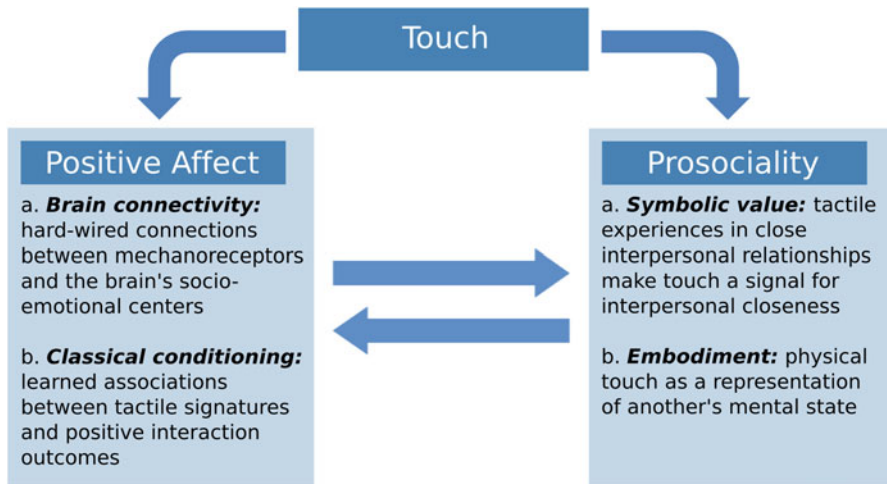 Touch
Positive Affect
a. Brain connectivity:
hard-wired connections
between mechanoreceptors
and the brain's socio-
emotional centers
b. Classical conditioning:
learned associations
between tactile signatures
and positive interaction
outcomes
Prosociality
a. Symbolic value: tactile
experiences in close
interpersonal relationships
make touch a signal for
interpersonal closeness
b. Embodiment: physical
touch as a representation
of another's mental state